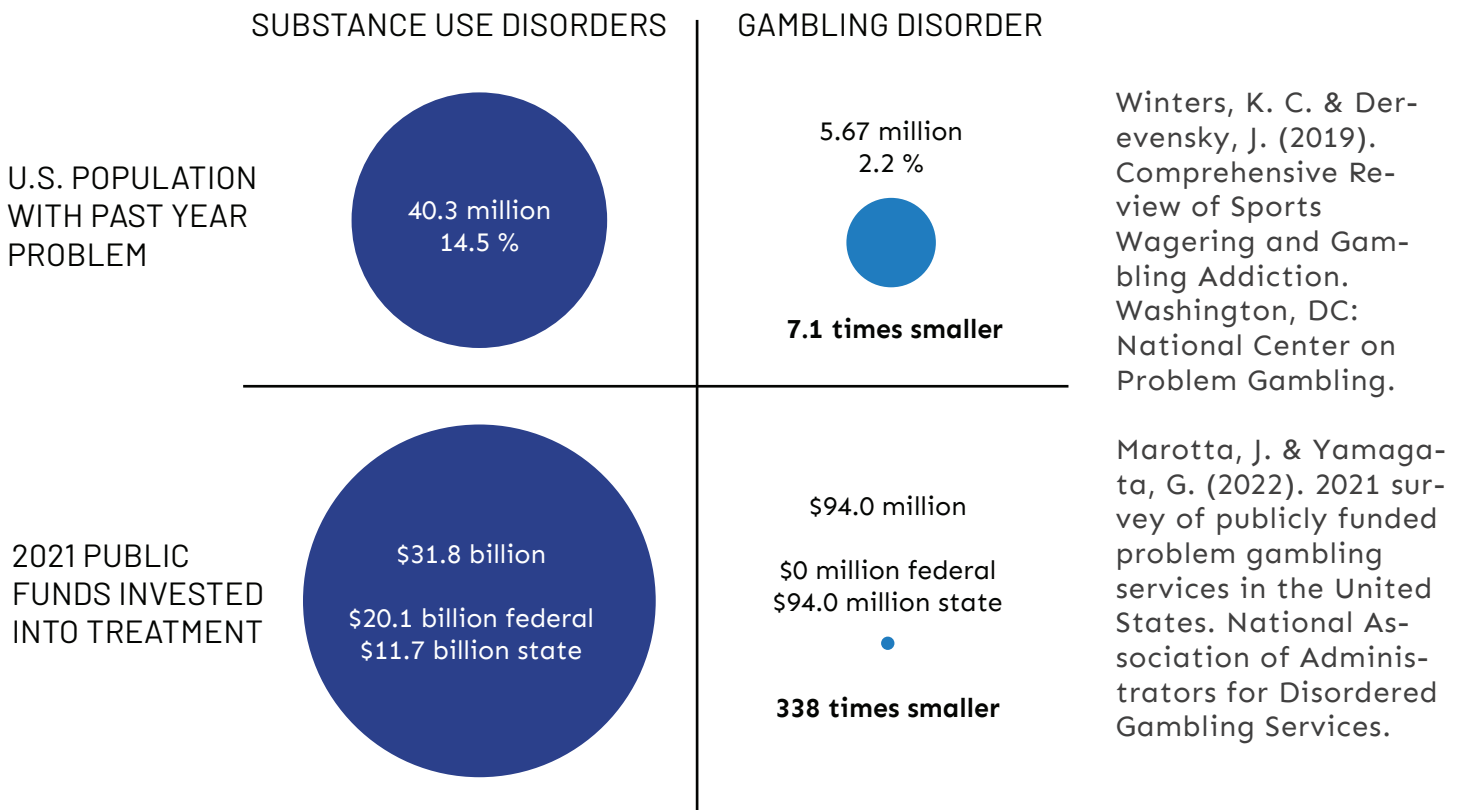 SUBSTANCE USE DISORDERS
GAMBLING DISORDER
U.S. POPULATION
WITH PAST YEAR
PROBLEM
40.3 million
14.5 %
5.67 million
2.2 %
7.1 times smaller
Winters, K. C. & Der-
evensky, J. (2019).
Comprehensive Re-
view of Sports
Wagering and Gam-
bling Addiction.
Washington, DC:
National Center on
Problem Gambling.
2021 PUBLIC
FUNDS INVESTED
INTO TREATMENT
$31.8 billion
$20.1 billion federal
$11.7 billion state
$94.0 million
$0 million federal
$94.0 million state
338 times smaller
Marotta, J. & Yamaga-
ta, G. (2022). 2021 sur-
vey of publicly funded
problem gambling
services in the United
States. National As-
sociation of Adminis-
trators for Disordered
Gambling Services.